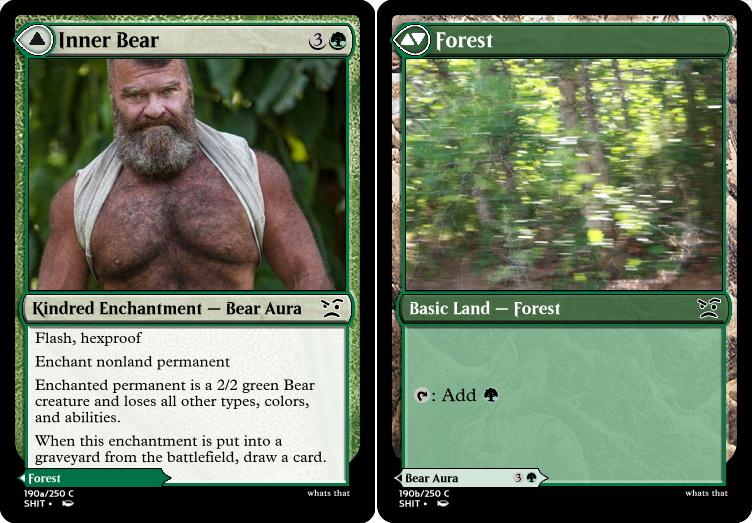 Inner Bear
3
Kindred Enchantment — Bear Aura
Flash, hexproof
Enchant nonland permanent
Enchanted permanent is a 2/2 green Bear
creature and loses all other types, colors,
and abilities.
When this enchantment is put into a
graveyard from the battlefield, draw a card.
Forest
190a/250 C
SHIT •
whats that
Forest
Basic Land — Forest
: Add
Bear Aura
3
190b/250 C
SHIT •
whats that